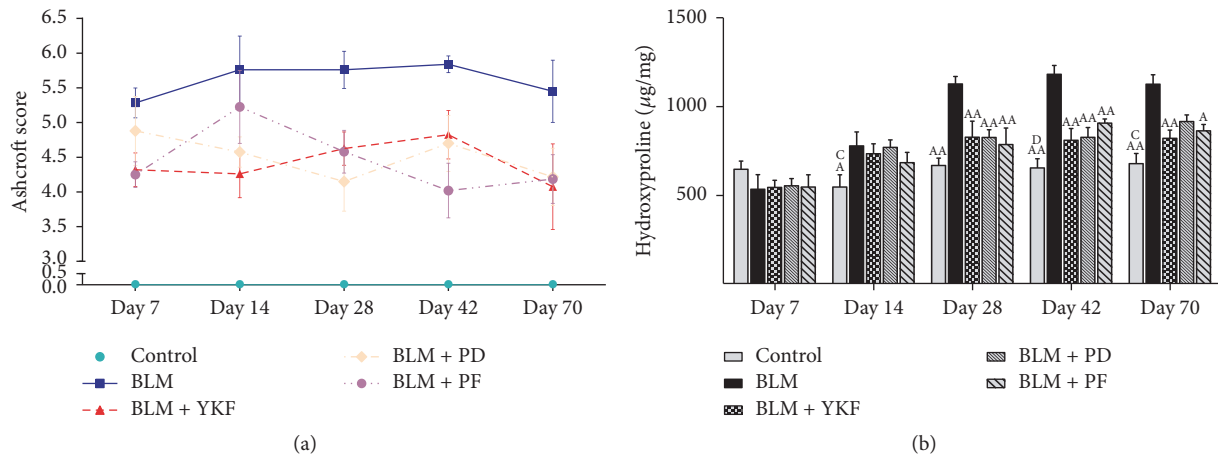 6.5
6.0
5.5
5.0
4.5
4.0
3.5
3.0
0.5
0.0
Ashcroft score
Day 7 Day 14 Day 28 Day 42 Day 70
Control
BLM
BLM + YKF
BLM + PD
BLM + PF
(a)
1500
1000
500
Hydroxyproline (μg/mg)
C
A
AA
AA AA AA
D
AA
AA AA AA
C
AA
AA
A
Day 7 Day 14 Day 28 Day 42 Day 70
Control
BLM
BLM + YKF
BLM + PD
BLM + PF
(b)